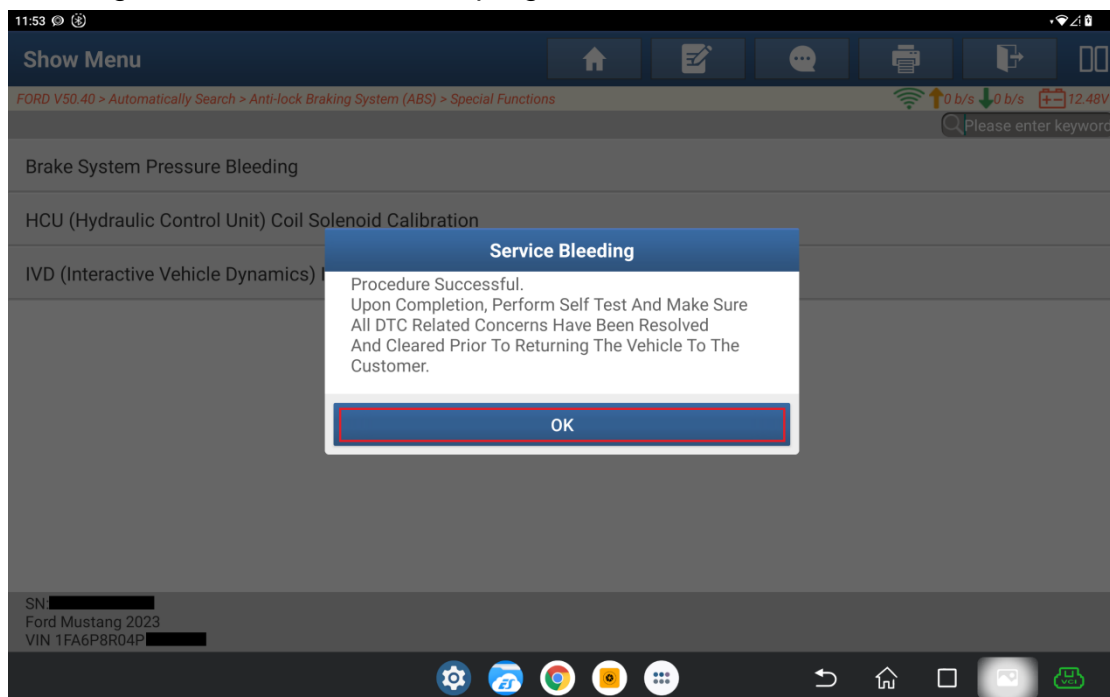 11:53
Show Menu
FORD V50.40 > Automatically Search > Anti-lock Braking System (ABS) > Special Functions
0 b/s 0 b/s 12.48V
Please enter keyword
Brake System Pressure Bleeding
HCU (Hydraulic Control Unit) Coil Solenoid Calibration
IVD (Interactive Vehicle Dynamics)
Service Bleeding
Procedure Successful.
Upon Completion, Perform Self Test And Make Sure
All DTC Related Concerns Have Been Resolved
And Cleared Prior To Returning The Vehicle To The
Customer.
OK
SN:
Ford Mustang 2023
VIN 1FA6P8R04P
ES
VCI